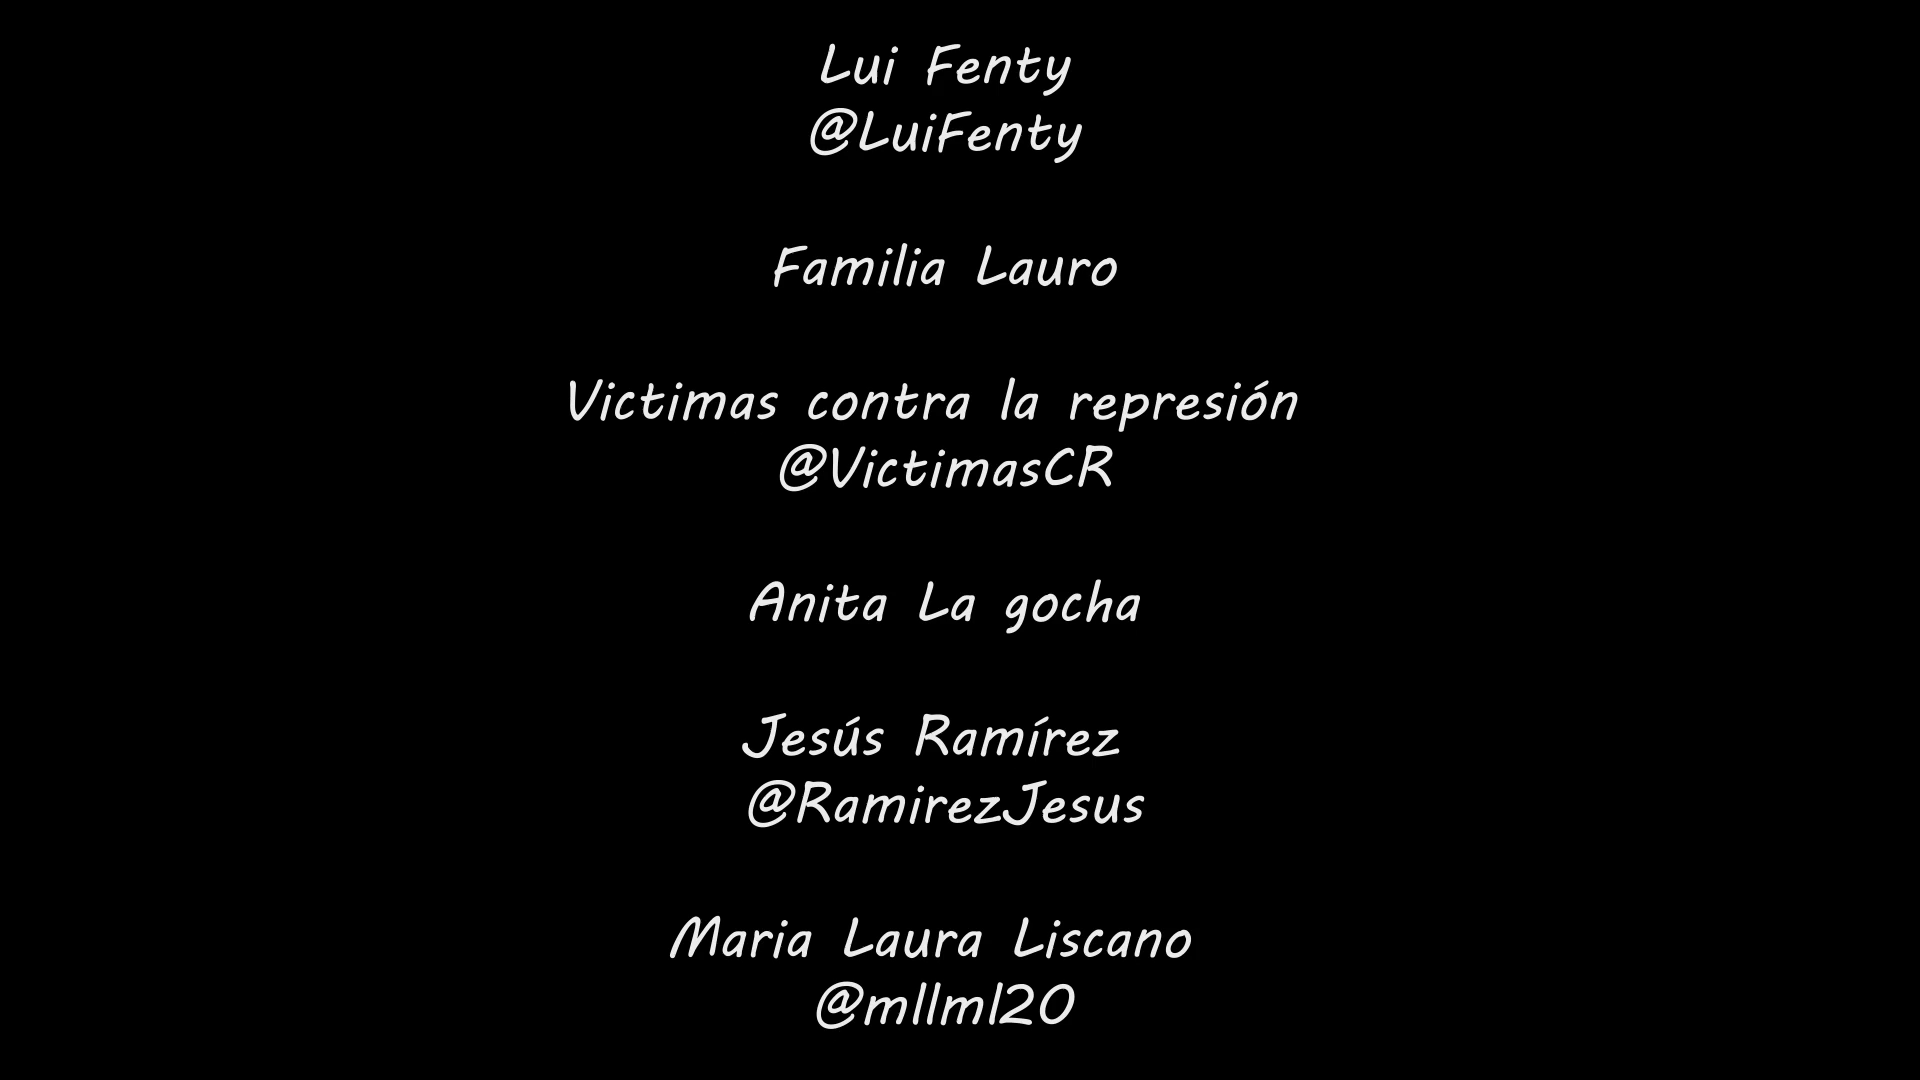 Lui Fenty
@LuiFenty
Familia Lauro
Victimas contra la represión
@VictimasCR
Anita La gocha
Jesús Ramírez
@RamirezJesus
Maria Laura Liscano
@mllml20